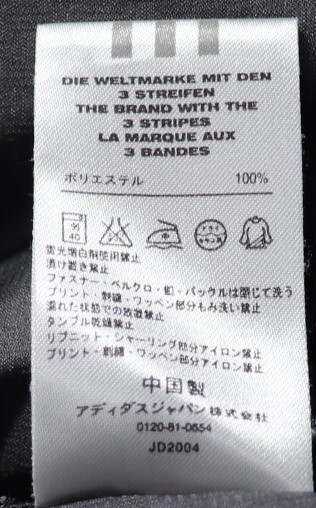 DIE WELTMARKE MIT DEN
3 STREIFEN
THE BRAND WITH THE
3 STRIPES
LA MARQUE AUX
3 BANDES
ポリエステル 100%
40
蛍光増白剤使用禁止
漬け置き禁止
ファスナー・ベルクロ・釦・バックルは閉じて洗う
プリント・刺繍・ワッペン部分もみ洗い禁止
濡れた状態での放置禁止
タンブル乾燥禁止
リブニット・シャーリング部分アイロン禁止
プリント・刺繍・ワッペン部分アイロン禁止
中国製
アディダスジャパン株式会社
0120-81-0654
JD2004